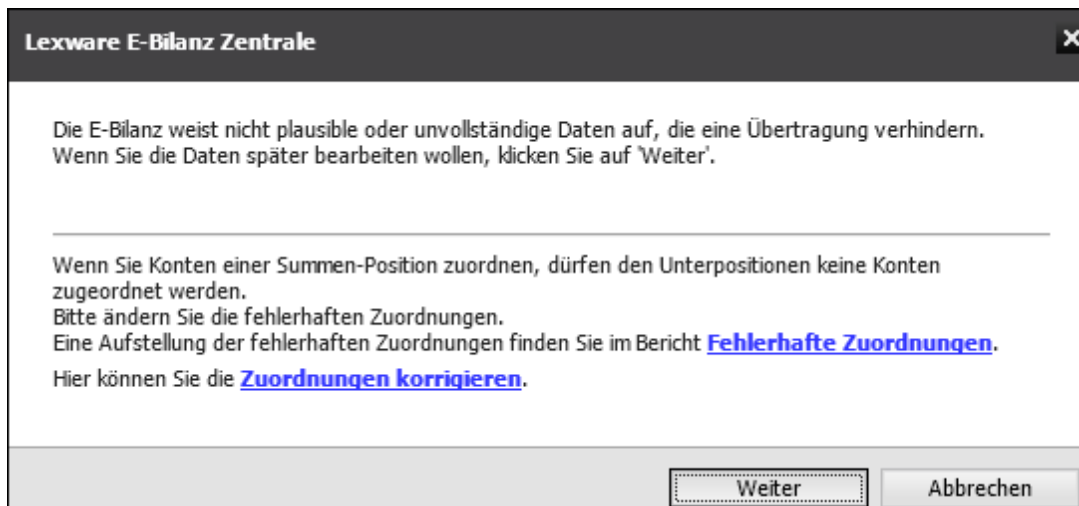 Lexware E-Bilanz Zentrale
Die E-Bilanz weist nicht plausible oder unvollständige Daten auf, die eine Übertragung verhindern.
Wenn Sie die Daten später bearbeiten wollen, klicken Sie auf 'Weiter'.
Wenn Sie Konten einer Summen-Position zuordnen, dürfen den Unterpositionen keine Konten
zugeordnet werden.
Bitte ändern Sie die fehlerhaften Zuordnungen.
Eine Aufstellung der fehlerhaften Zuordnungen finden Sie im Bericht Fehlerhafte Zuordnungen.
Hier können Sie die Zuordnungen korrigieren.
Weiter
Abbrechen